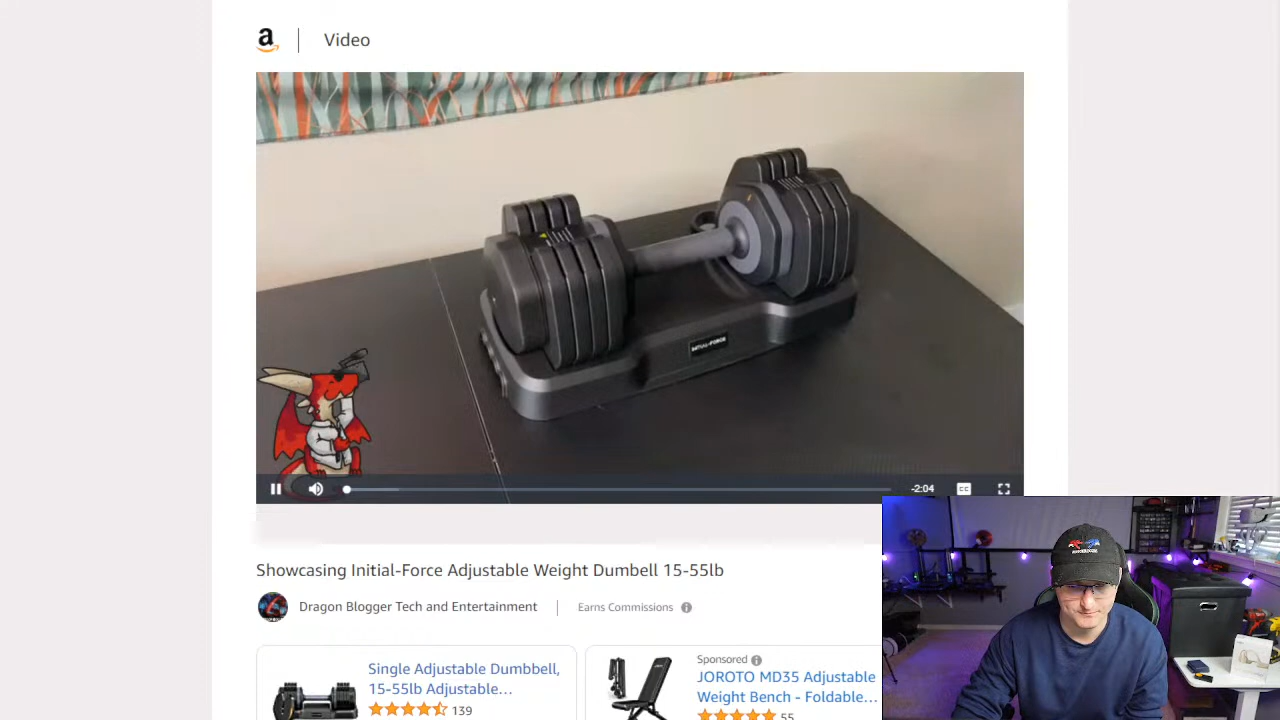 a
Video
INITIAL-FORCE
-2:04
CC
Showcasing Initial-Force Adjustable Weight Dumbell 15-55lb
Dragon Blogger Tech and Entertainment
Earns Commissions
Single Adjustable Dumbbell,
15-55lb Adjustable…
139
Sponsored
JOROTO MD35 Adjustable
Weight Bench - Foldable…
55